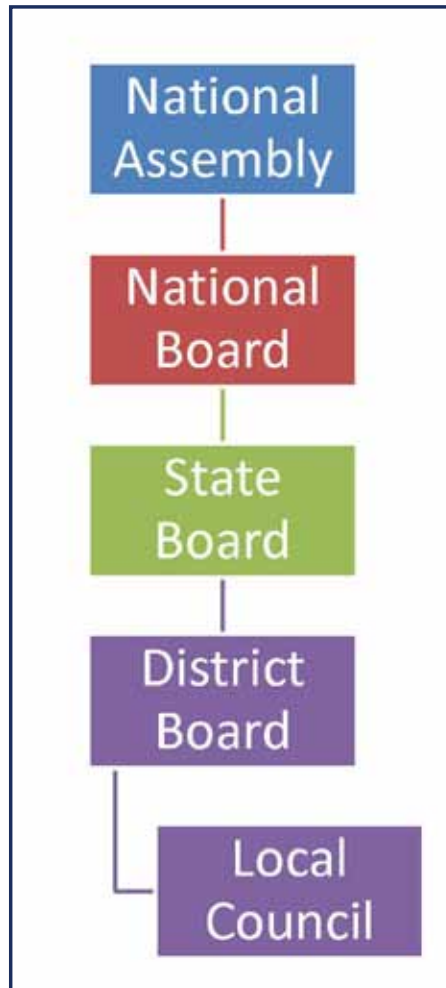 National
Assembly
National
Board
State
Board
District
Board
Local
Council